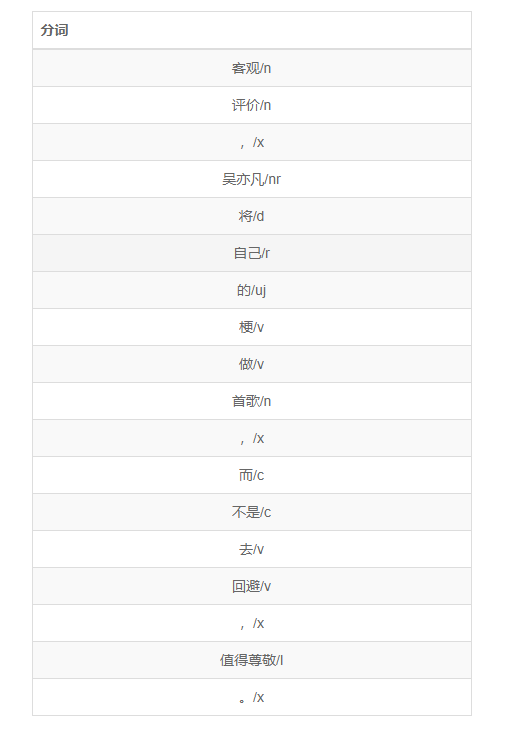 分词
客观/n
评价/n
，/x
吴亦凡/nr
将/d
自己/r
的/uj
梗/v
做/v
首歌/n
，/x
而/c
不是/c
去/v
回避/v
，/x
值得尊敬/l
。/x